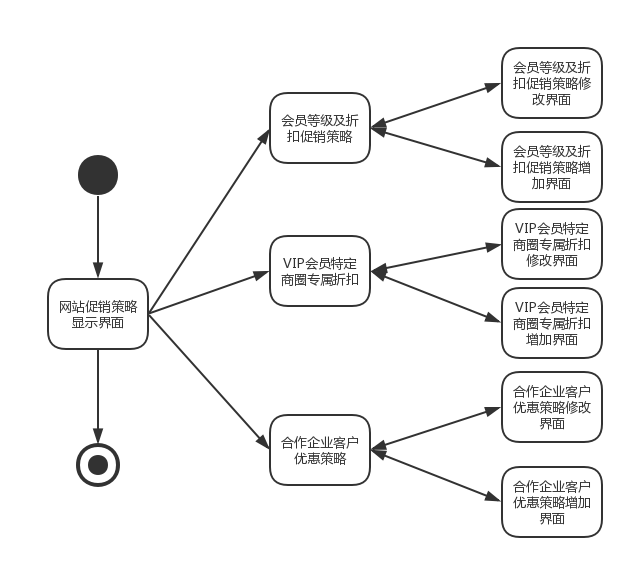 网站促销策略
显示界面
会员等级及折
扣促销策略
VIP会员特定
商圈专属折扣
合作企业客户
优惠策略
会员等级及折
扣促销策略修
改界面
会员等级及折
扣促销策略增
加界面
VIP会员特定
商圈专属折扣
修改界面
VIP会员特定
商圈专属折扣
增加界面
合作企业客户
优惠策略修改
界面
合作企业客户
优惠策略增加
界面